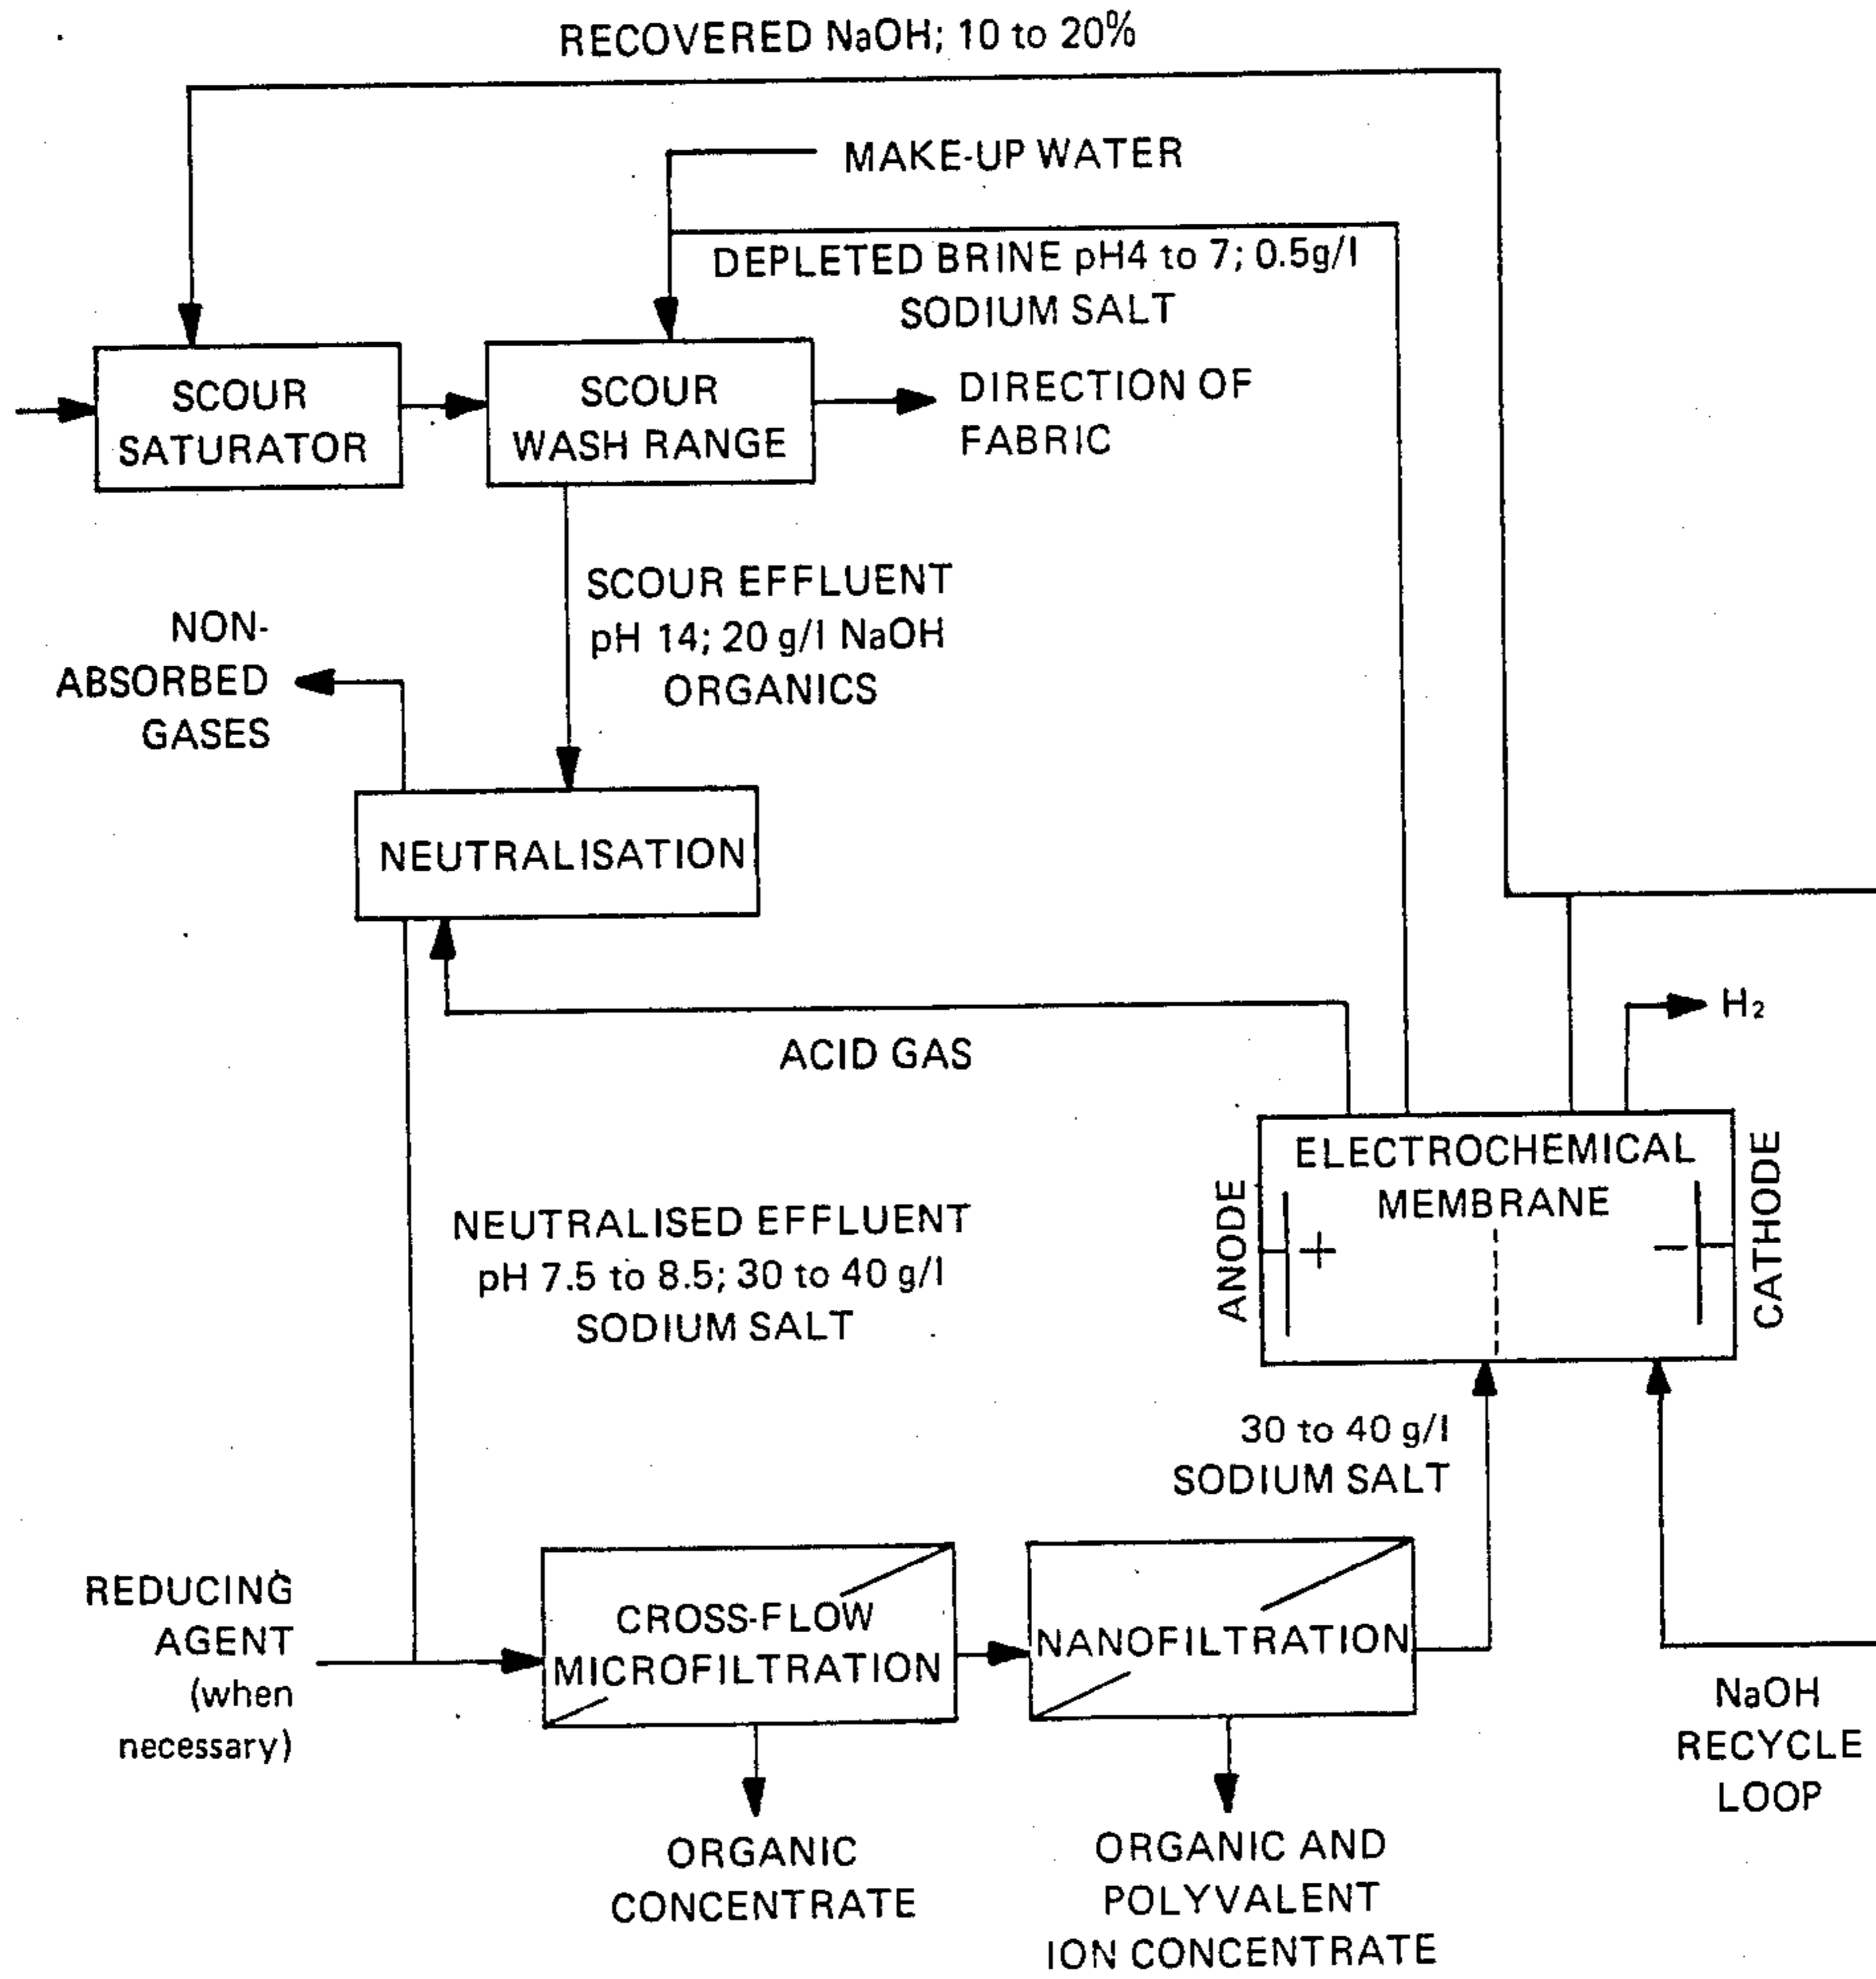 RECOVERED NaOH; 10 to 20%
MAKE-UP WATER
DEPLETED BRINE pH4 to 7; 0.5g/l
SODIUM SALT
SCOUR
SATURATOR
SCOUR
WASH RANGE
DIRECTION OF
FABRIC
SCOUR EFFLUENT
pH 14; 20 g/l NaOH
ORGANICS
NON-
ABSORBED
GASES
NEUTRALISATION
ACID GAS
H₂
ELECTROCHEMICAL
MEMBRANE
ANODE
+
−
CATHODE
NEUTRALISED EFFLUENT
pH 7.5 to 8.5; 30 to 40 g/l
SODIUM SALT
30 to 40 g/l
SODIUM SALT
REDUCING
AGENT
(when
necessary)
CROSS-FLOW
MICROFILTRATION
NANOFILTRATION
NaOH
RECYCLE
LOOP
ORGANIC
CONCENTRATE
ORGANIC AND
POLYVALENT
ION CONCENTRATE